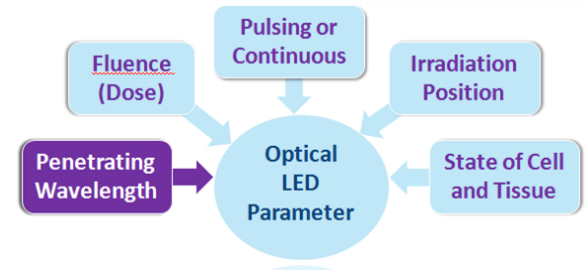 Pulsing or
Continuous
Fluence
(Dose)
Irradiation
Position
Penetrating
Wavelength
Optical
LED
Parameter
State of Cell
and Tissue